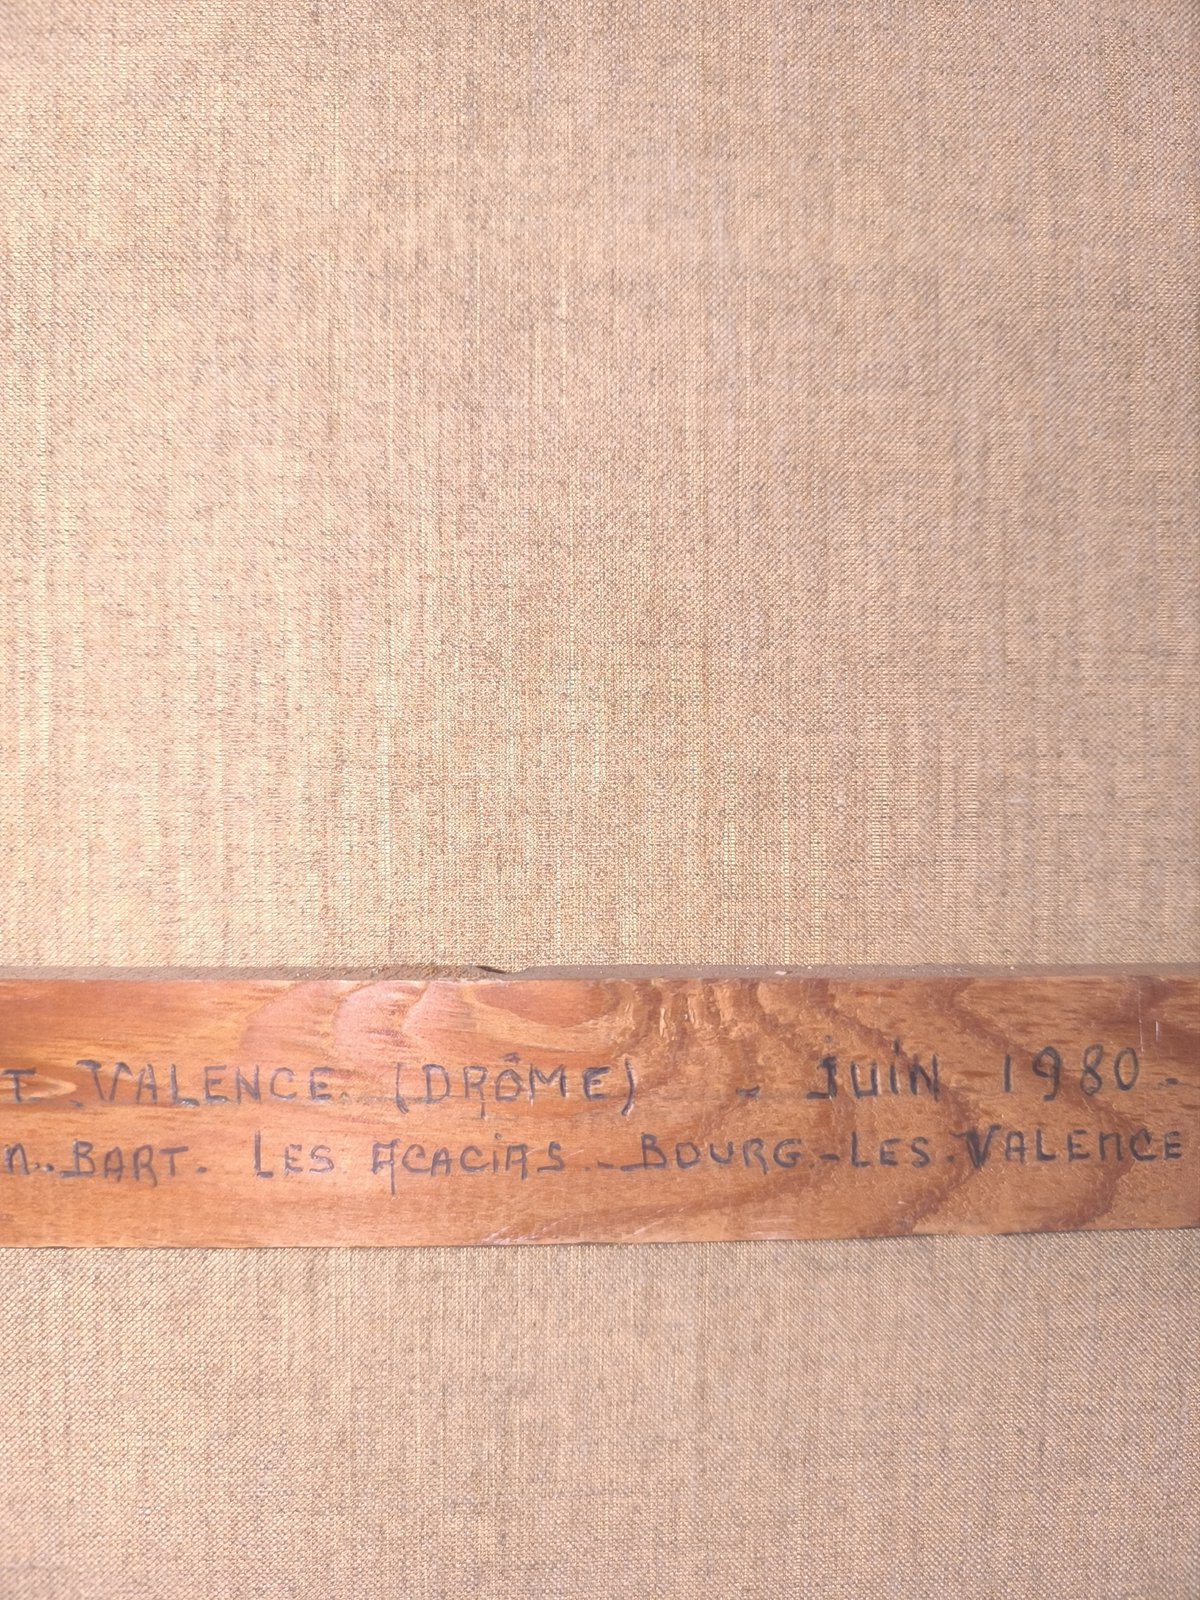 T. VALENCE. (DRÔME) - JUIN 1980 -
n.. BART. LES ACACIAS - BOURG.-LES.VALENCE